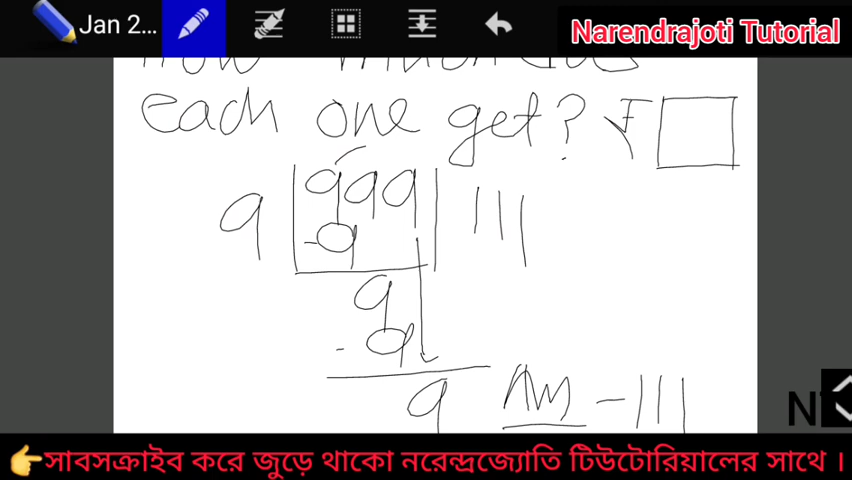 Jan 2...
Narendrajoti Tutorial
each one get? ₹
9 999 111
-9
9
- 9
9 Ans - 111
👉সাবসক্রাইব করে জুড়ে থাকো নরেন্দ্রজ্যোতি টিউটোরিয়ালের সাথে ।